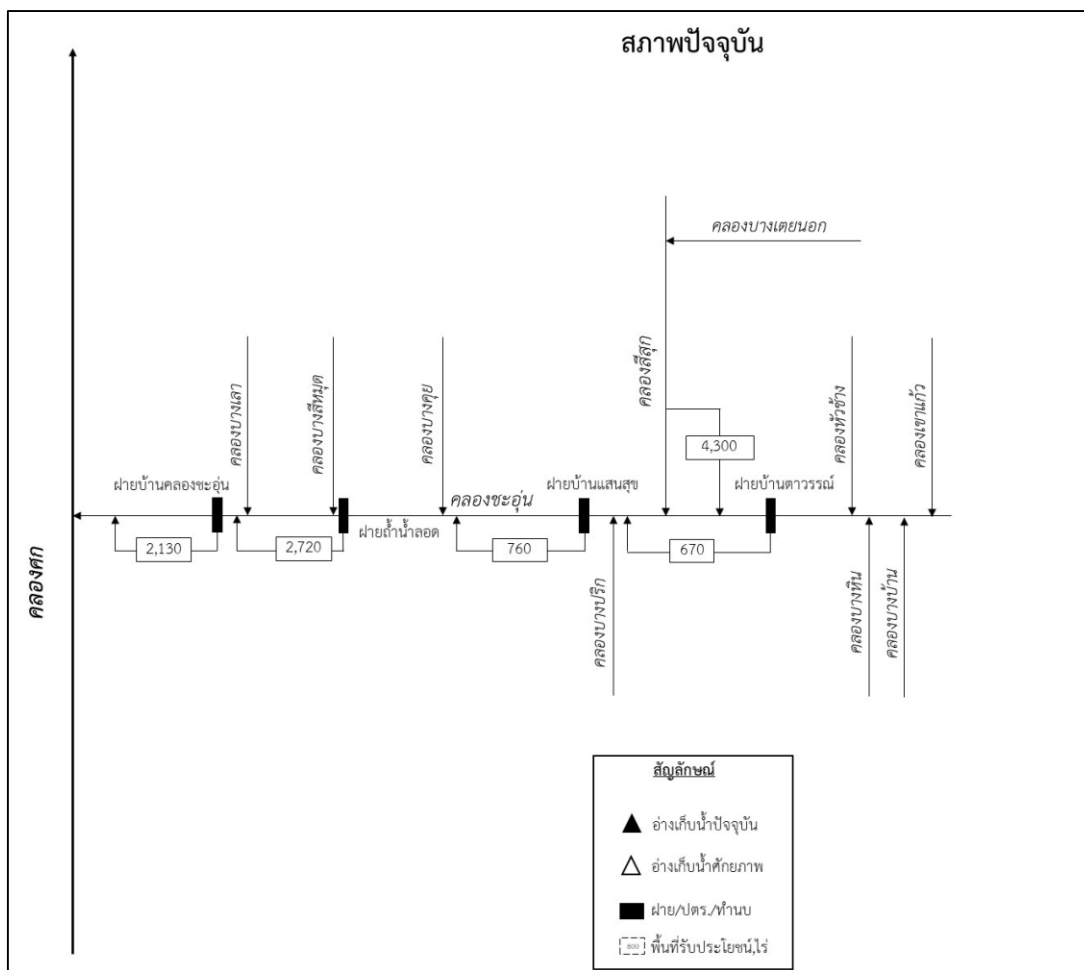 สภาพปัจจุบัน
คลองบางเตยนอก
คลองสีสุก
คลองบางเลา
คลองบางสีหมุด
คลองบางคุย
คลองหัวช้าง
คลองเขาแก้ว
4,300
ฝายบ้านคลองชะอุ่น
คลองชะอุ่น
ฝายบ้านแสนสุข
ฝายบ้านตาวรรณ์
ฝายถ้ำน้ำลอด
2,130
2,720
760
670
คลองศก
คลองบางปริก
คลองบางหิน
คลองบางบ้าน
สัญลักษณ์
อ่างเก็บน้ำปัจจุบัน
อ่างเก็บน้ำศักยภาพ
ฝาย/ปตร./ทำนบ
800 พื้นที่รับประโยชน์,ไร่